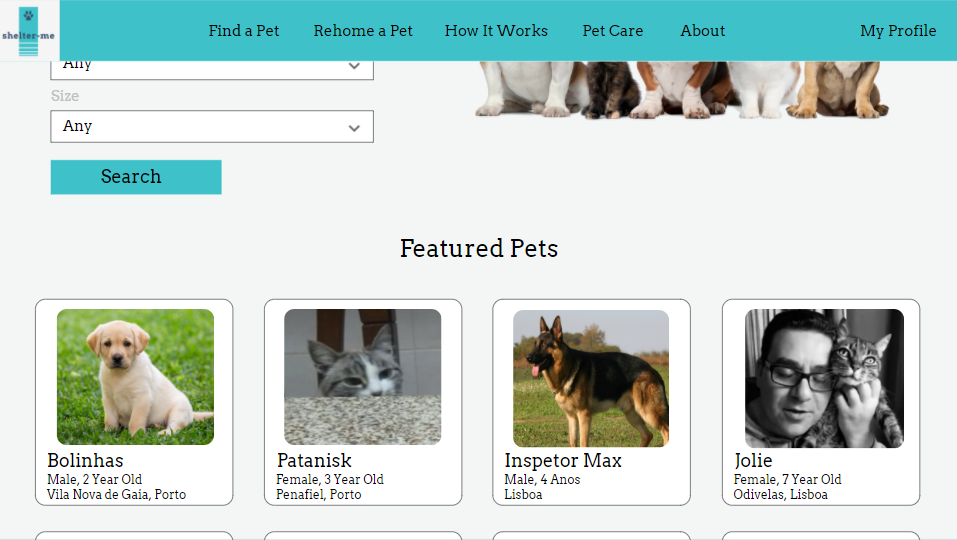 shelter-me
Find a Pet
Rehome a Pet
How It Works
Pet Care
About
My Profile
Any
Size
Any
Search
Featured Pets
Bolinhas
Male, 2 Year Old
Vila Nova de Gaia, Porto
Patanisk
Female, 3 Year Old
Penafiel, Porto
Inspetor Max
Male, 4 Anos
Lisboa
Jolie
Female, 7 Year Old
Odivelas, Lisboa